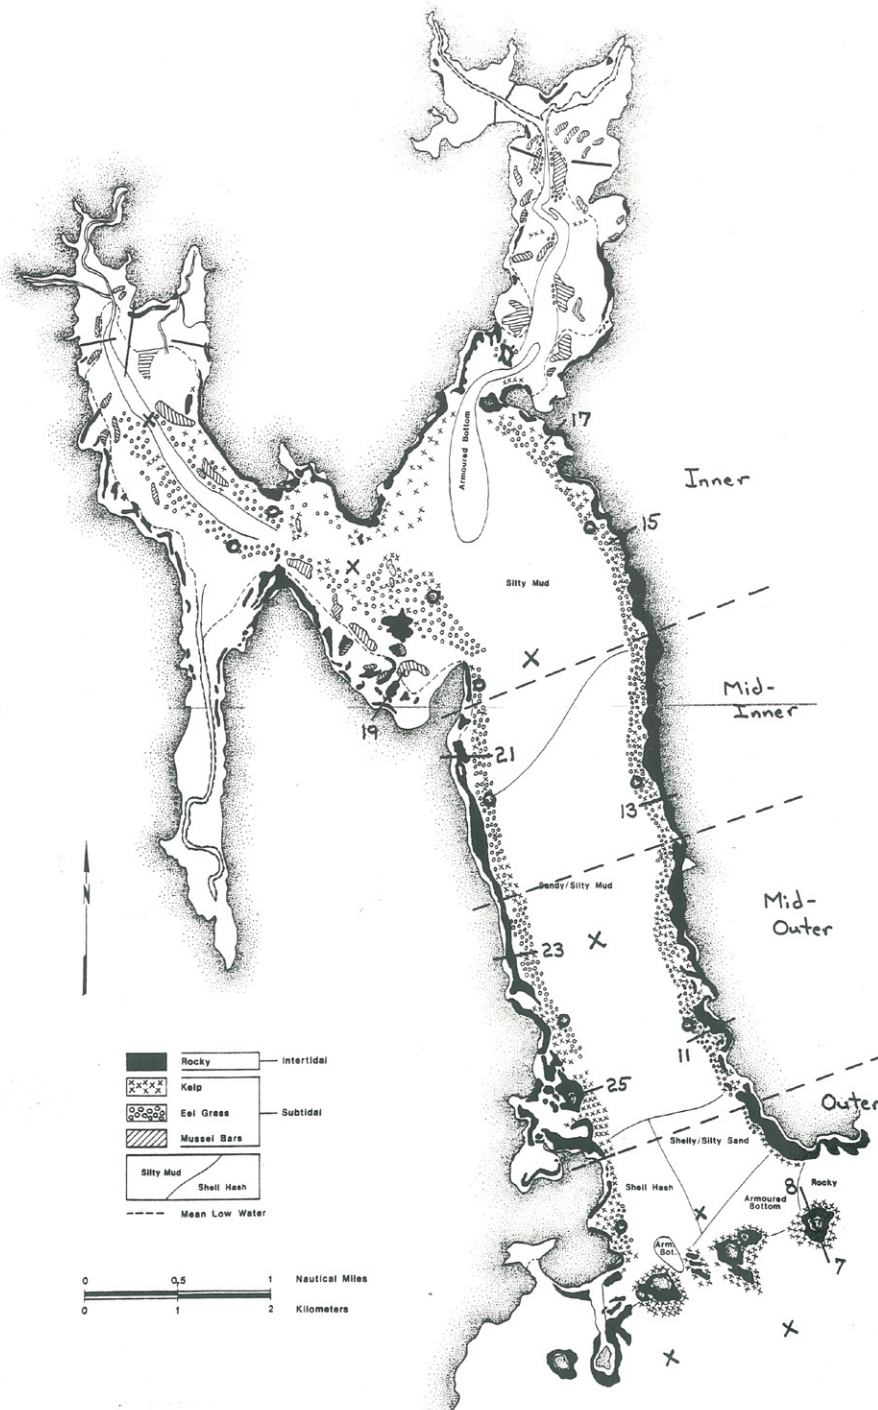 17
Inner
Armoured Bottom
15
Silty Mud
Mid-
Inner
19
21
13
Sandy/Silty Mud
Mid-
Outer
23
N
11
25
Outer
Rocky
Intertidal
Kelp
Eel Grass
Subtidal
Mussel Bars
Silty Mud
Shell Hash
Mean Low Water
Shelly/Silty Sand
Shell Hash
Armoured
Bottom
8
Rocky
Arm.
Bot.
7
0 0.5 1 Nautical Miles
0 1 2 Kilometers